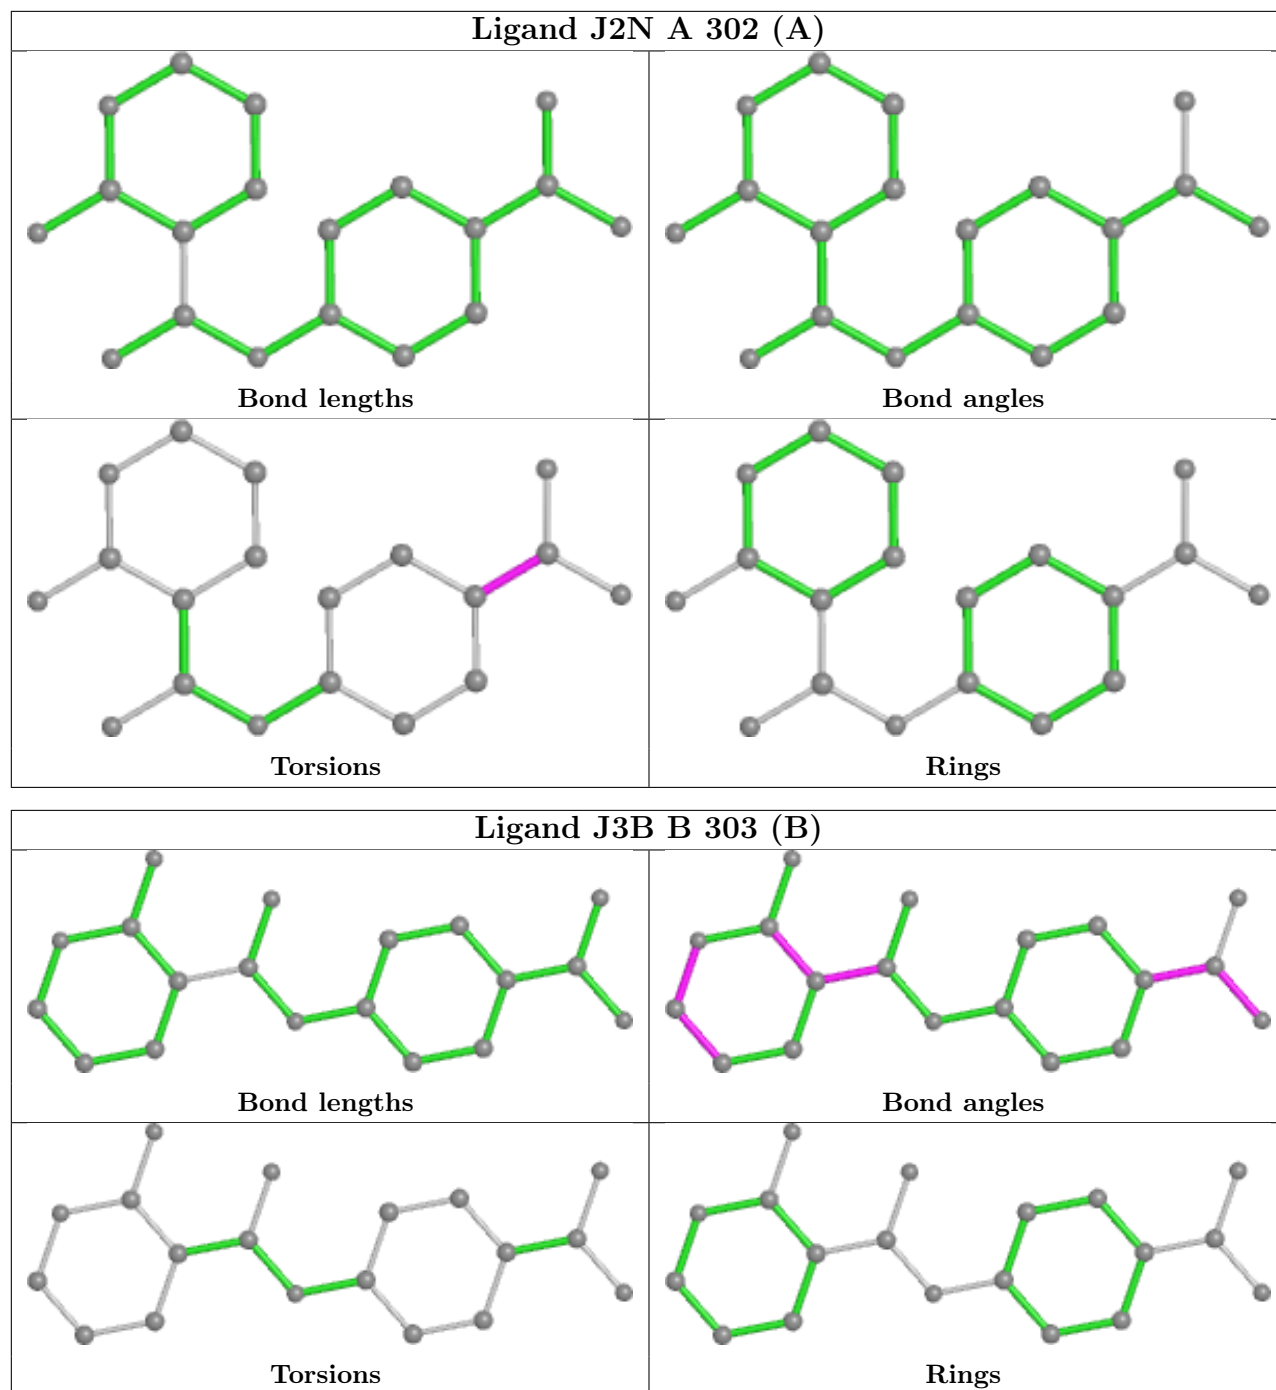 Ligand J2N A 302 (A)
Bond lengths
Bond angles
Torsions
Rings
Ligand J3B B 303 (B)
Bond lengths
Bond angles
Torsions
Rings